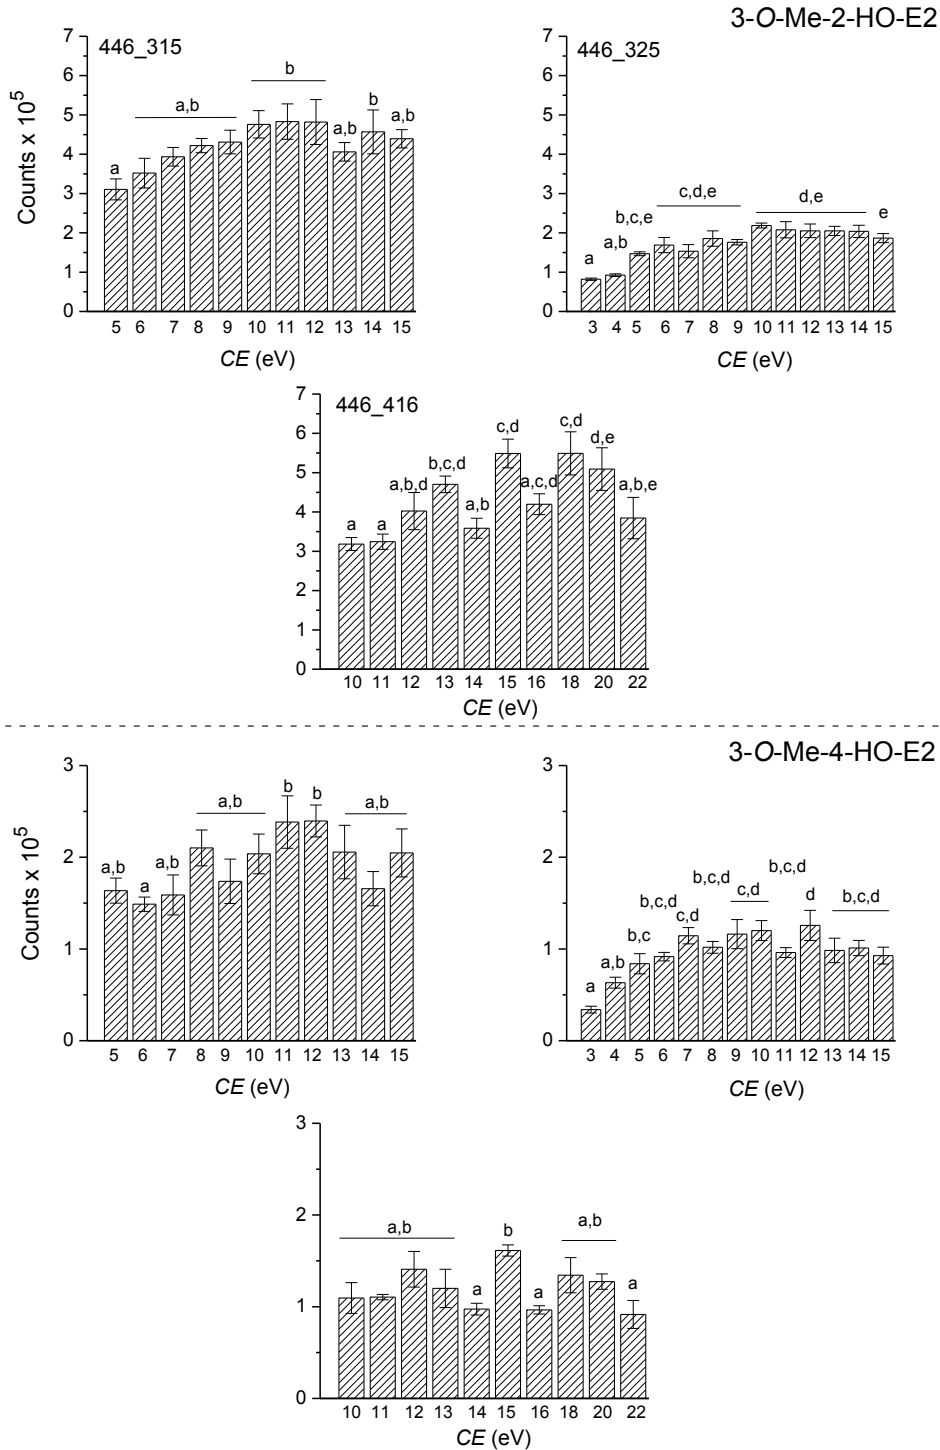 3-O-Me-2-HO-E2
446_315
7
6
5
4
3
2
1
0
Counts x 10^5
a
a,b
b
a,b
b
a,b
5 6 7 8 9 10 11 12 13 14 15
CE (eV)
446_325
7
6
5
4
3
2
1
0
a
a,b
b,c,e
c,d,e
d,e
e
3 4 5 6 7 8 9 10 11 12 13 14 15
CE (eV)
446_416
7
6
5
4
3
2
1
0
a
a
a,b,d
b,c,d
a,b
c,d
a,c,d
c,d
d,e
a,b,e
10 11 12 13 14 15 16 18 20 22
CE (eV)
3-O-Me-4-HO-E2
3
2
1
0
Counts x 10^5
a,b
a
a,b
a,b
b
b
a,b
5 6 7 8 9 10 11 12 13 14 15
CE (eV)
3
2
1
0
a
a,b
b,c
b,c,d
c,d
b,c,d
c,d
b,c,d
d
b,c,d
3 4 5 6 7 8 9 10 11 12 13 14 15
CE (eV)
3
2
1
0
a,b
a
b
a
a,b
a
10 11 12 13 14 15 16 18 20 22
CE (eV)